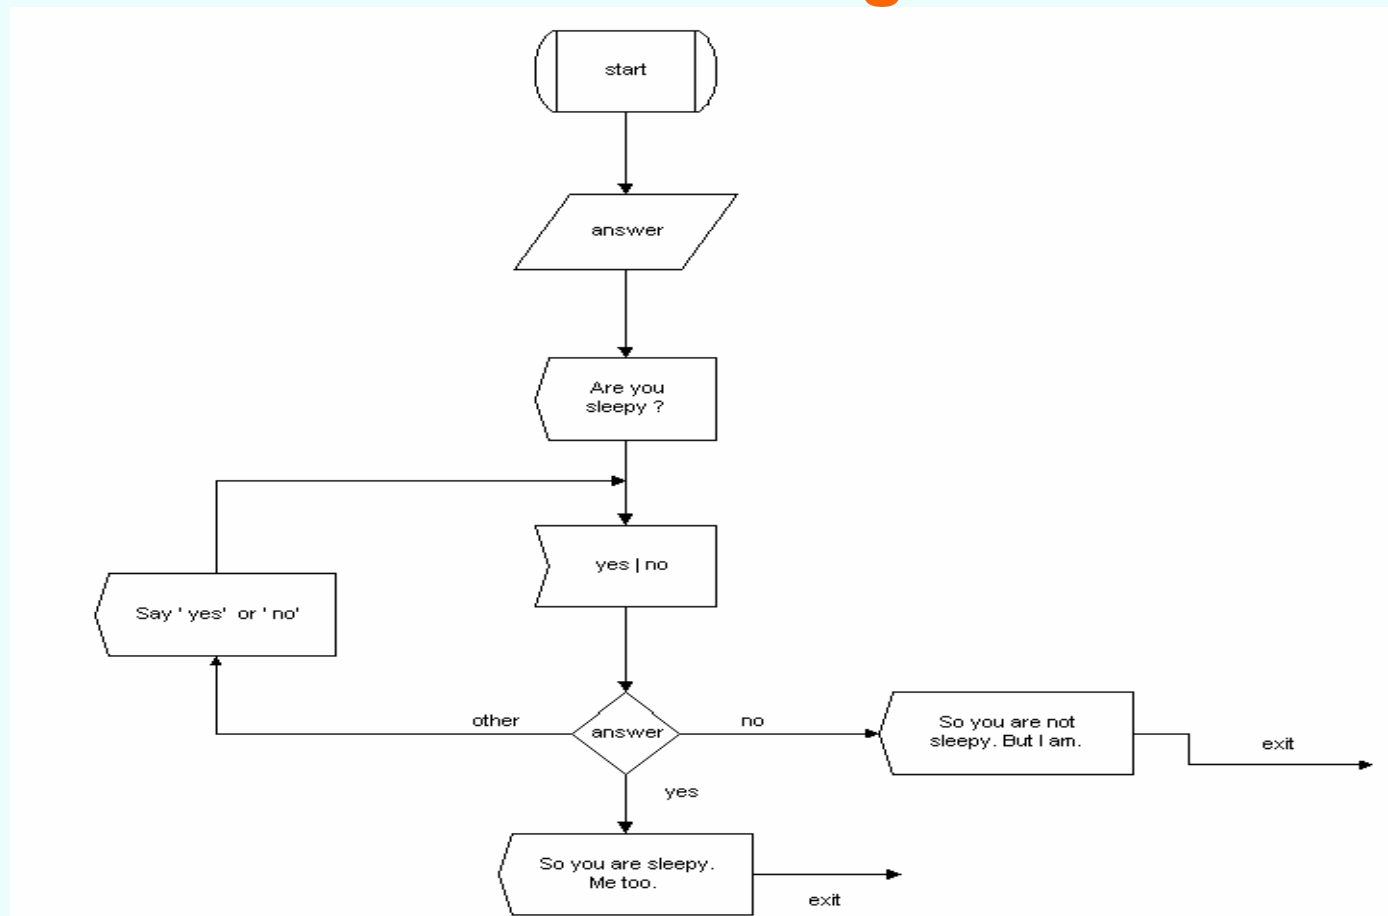 start
answer
Are you
sleepy ?
yes | no
Say ' yes'  or ' no'
other
answer
no
So you are not
sleepy. But I am.
exit
yes
So you are sleepy.
Me too.
exit